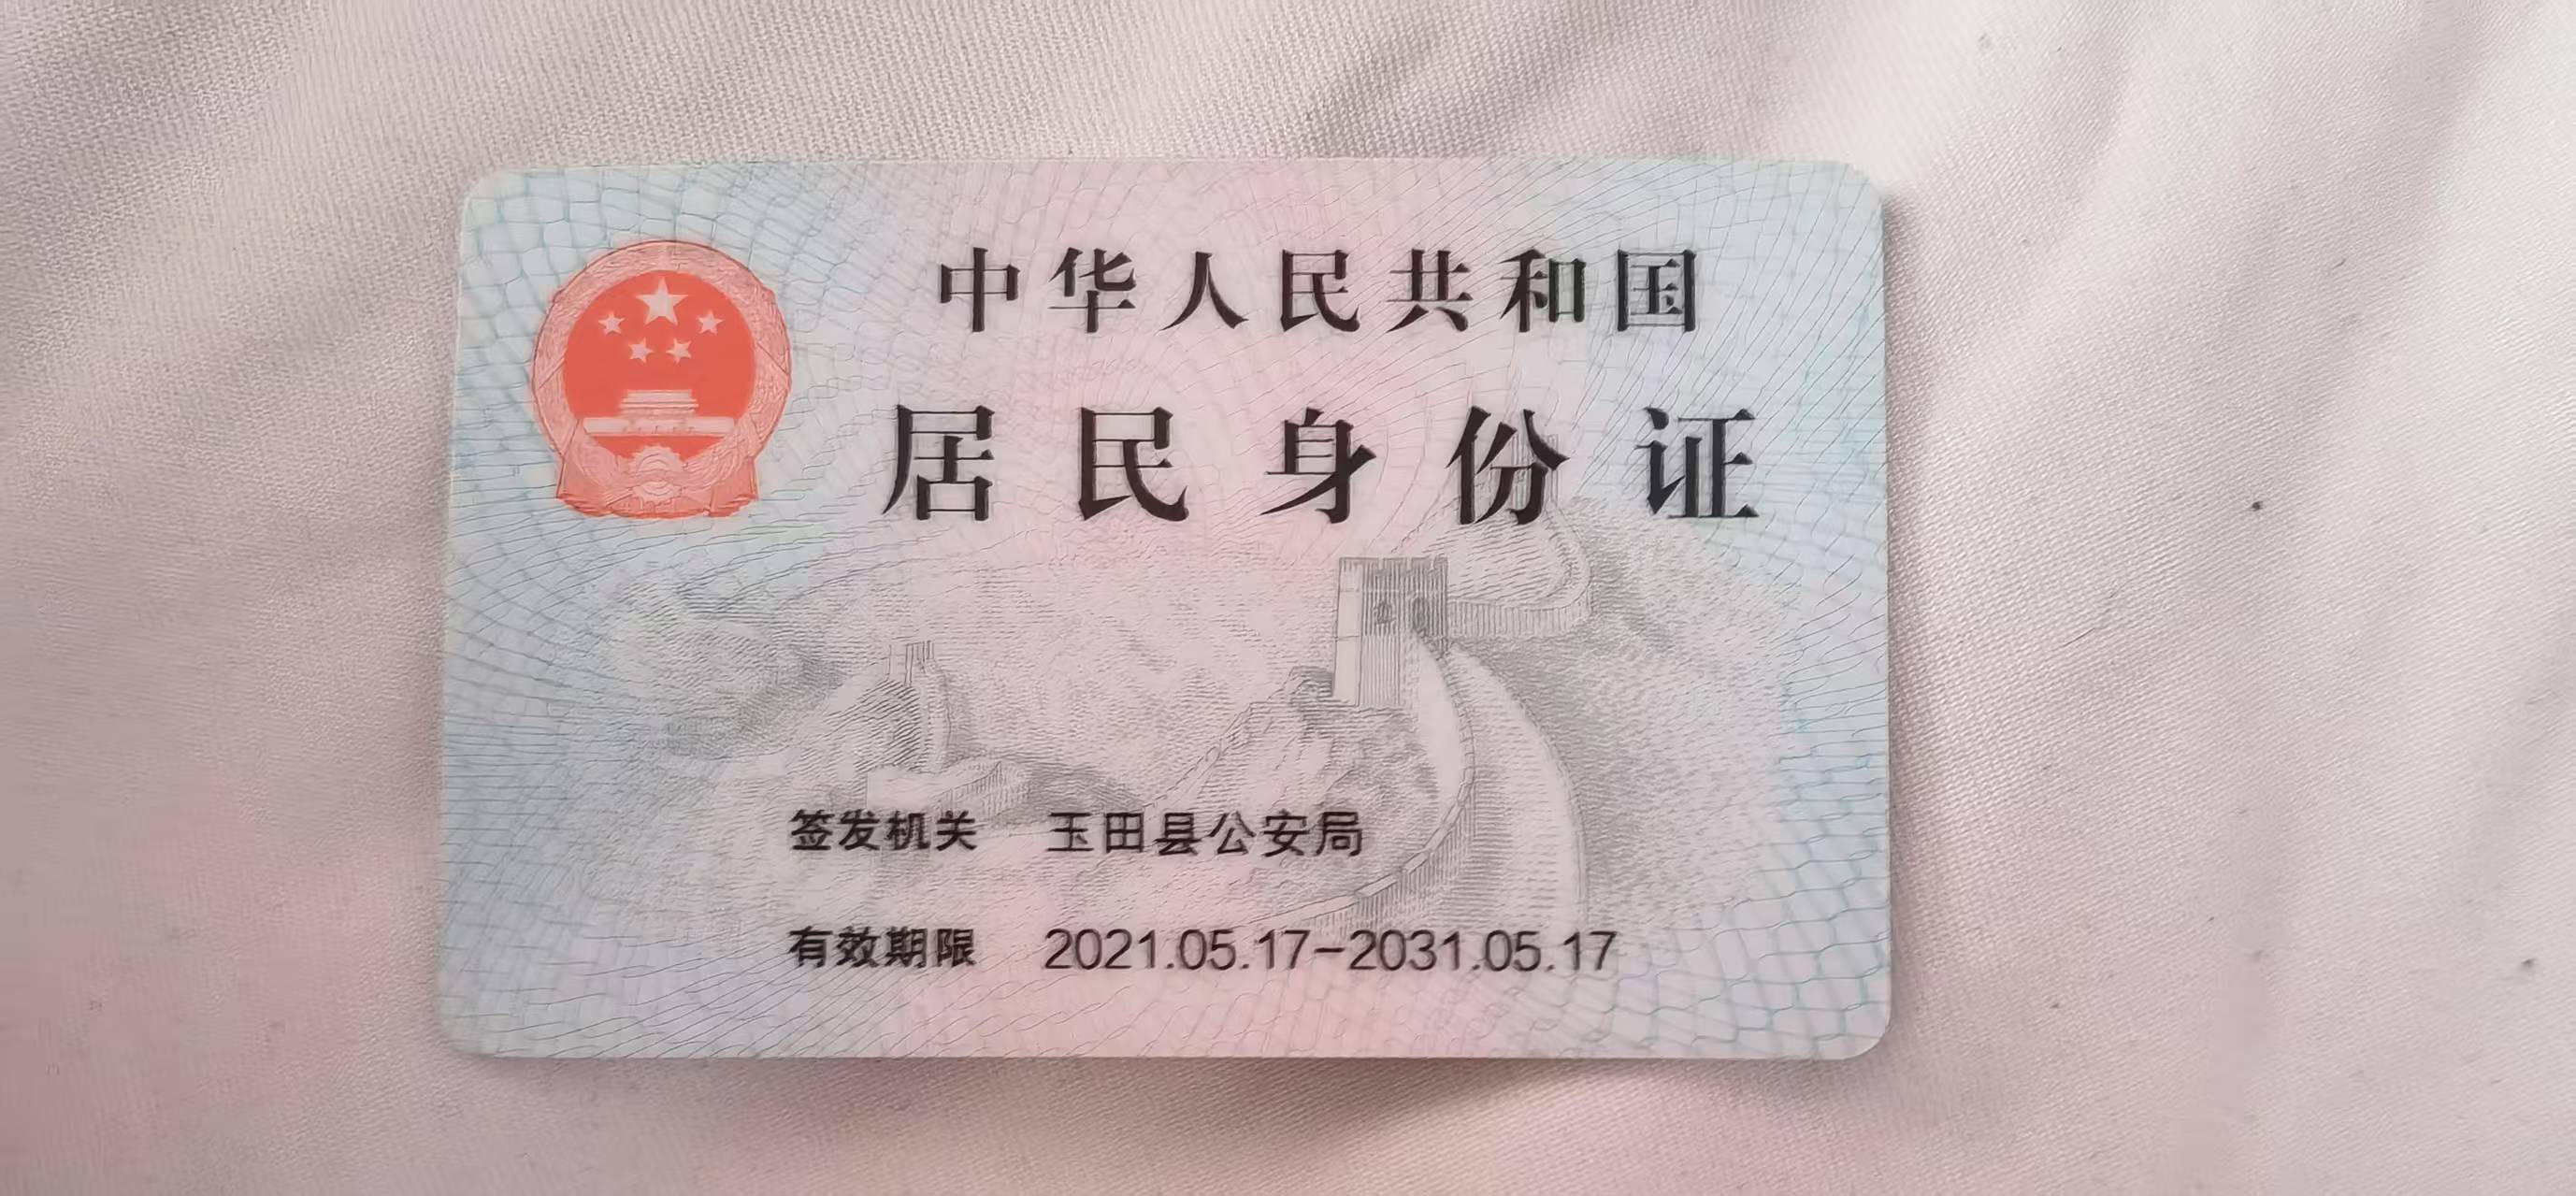 中华人民共和国
居民身份证
签发机关 玉田县公安局
有效期限 2021.05.17-2031.05.17